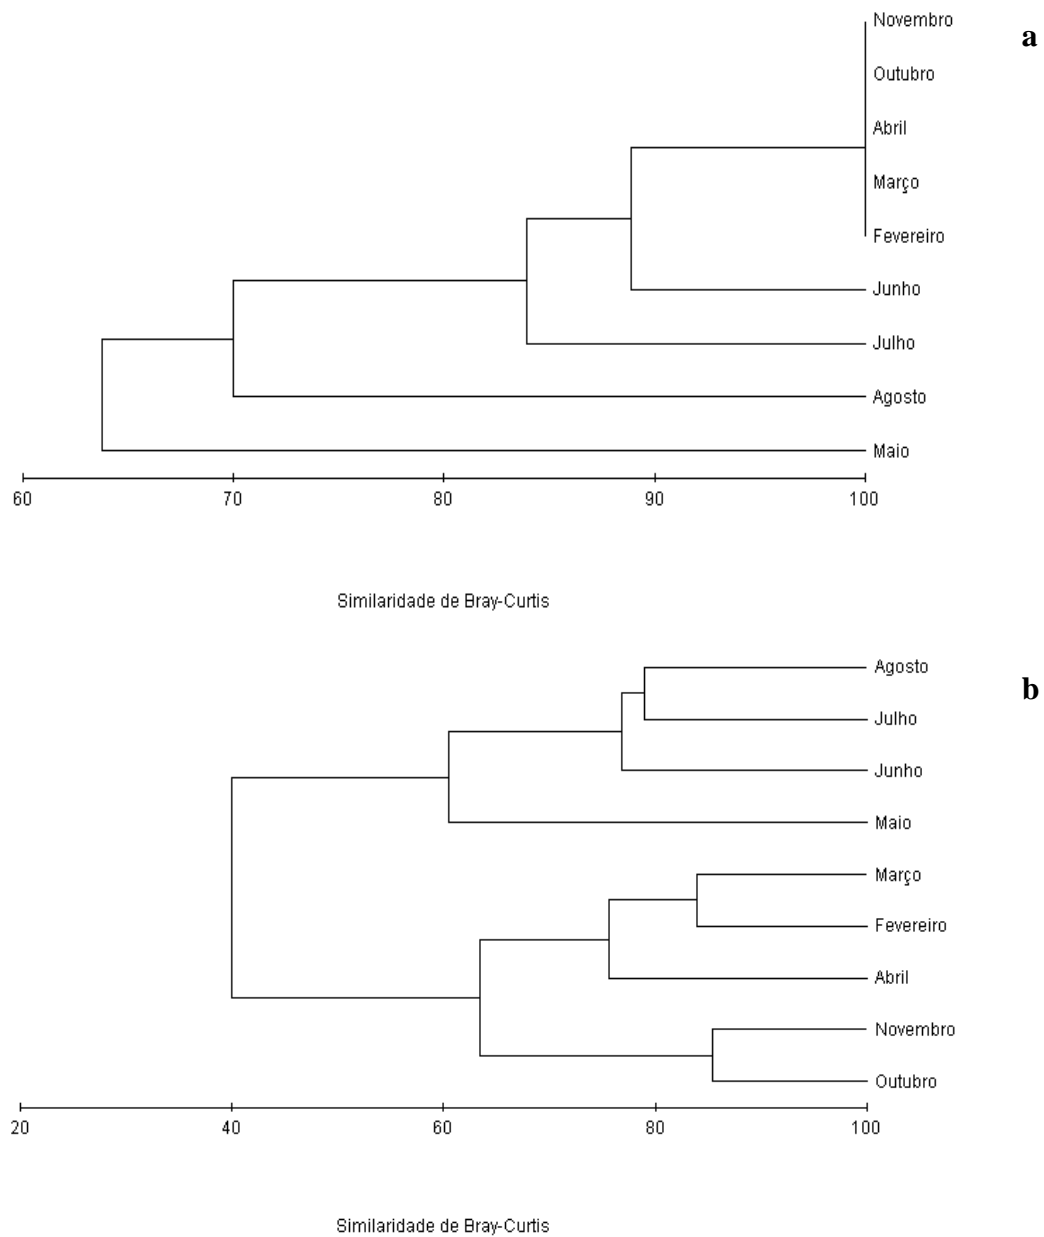 Novembro
a
Outubro
Abril
Março
Fevereiro
Junho
Julho
Agosto
Maio
60 70 80 90 100
Similaridade de Bray-Curtis
Agosto
b
Julho
Junho
Maio
Março
Fevereiro
Abril
Novembro
Outubro
20 40 60 80 100
Similaridade de Bray-Curtis